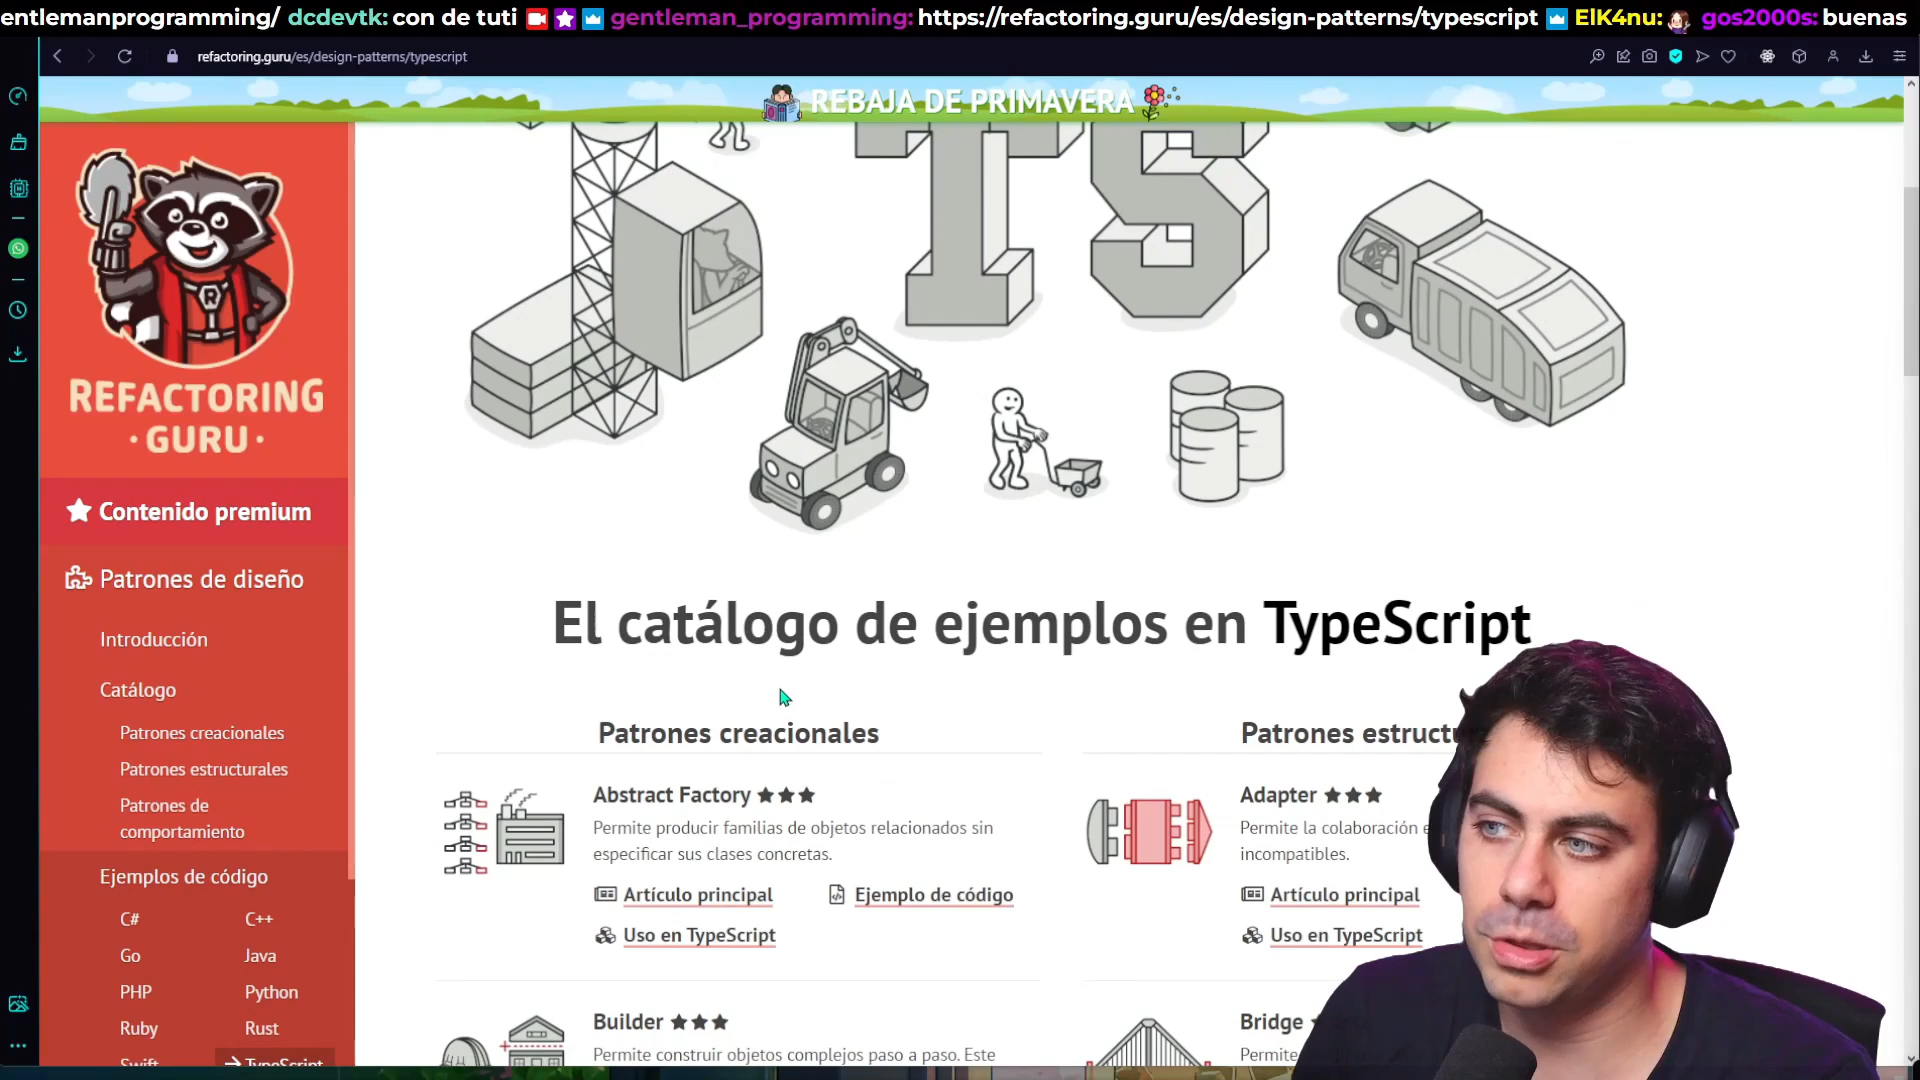 entlemanprogramming/ dcdevtk: con de tuti gentleman_programming: https://refactoring.guru/es/design-patterns/typescript ElK4nu: gos2000s: buenas
refactoring.guru/es/design-patterns/typescript
REBAJA DE PRIMAVERA
TS
R
REFACTORING
·GURU·
Contenido premium
Patrones de diseño
Introducción
Catálogo
Patrones creacionales
Patrones estructurales
Patrones de
comportamiento
Ejemplos de código
C# C++
Go Java
PHP Python
Ruby Rust
Swift → TypeScript
El catálogo de ejemplos en TypeScript
Patrones creacionales
Abstract Factory ★★★
Permite producir familias de objetos relacionados sin
especificar sus clases concretas.
Artículo principal Ejemplo de código
Uso en TypeScript
Builder ★★★
Permite construir objetos complejos paso a paso. Este
Patrones estructu
Adapter ★★★
Permite la colaboración e
incompatibles.
Artículo principal
Uso en TypeScript
Bridge
Permite